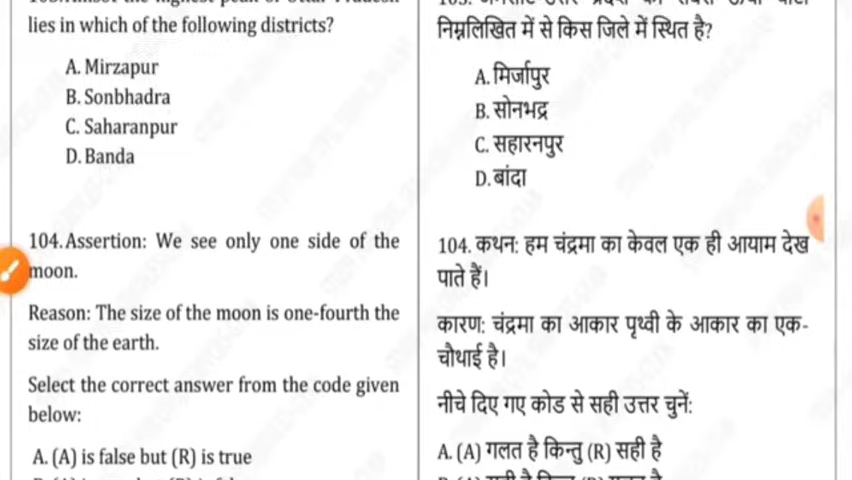 lies in which of the following districts?
A. Mirzapur
B. Sonbhadra
C. Saharanpur
D. Banda
104.Assertion: We see only one side of the
moon.
Reason: The size of the moon is one-fourth the
size of the earth.
Select the correct answer from the code given
below:
A. (A) is false but (R) is true
निम्नलिखित में से किस जिले में स्थित है?
A. मिर्जापुर
B. सोनभद्र
C. सहारनपुर
D. बांदा
104. कथन: हम चंद्रमा का केवल एक ही आयाम देख
पाते हैं।
कारण: चंद्रमा का आकार पृथ्वी के आकार का एक-
चौथाई है।
नीचे दिए गए कोड से सही उत्तर चुनें:
A. (A) गलत है किन्तु (R) सही है